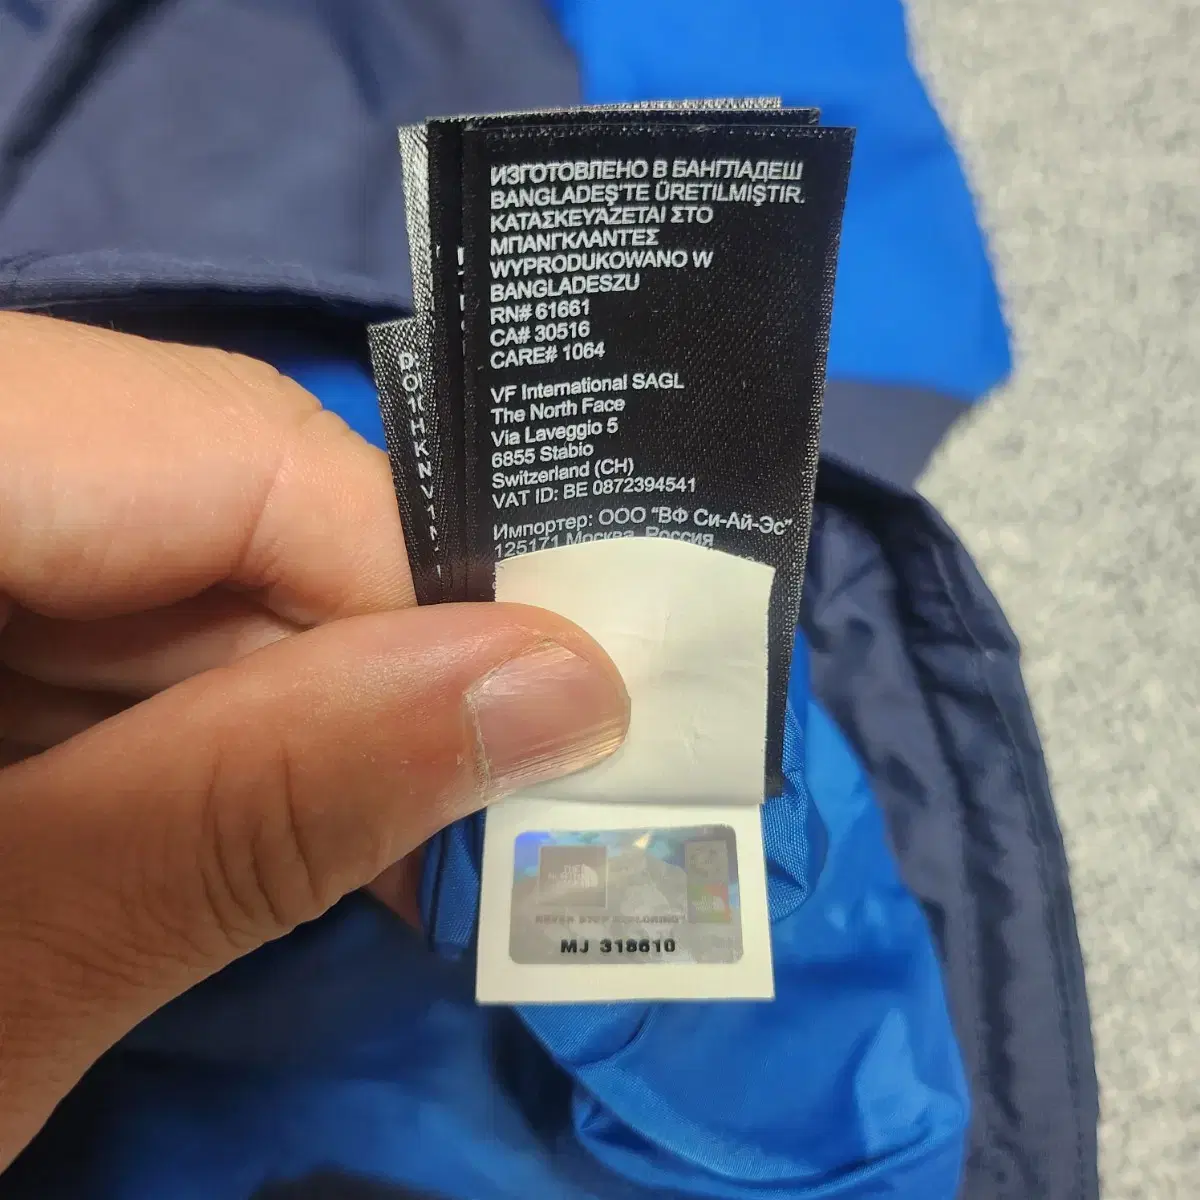 ИЗГОТОВЛЕНО В БАНГЛАДЕШ
BANGLADEŞ'TE ÜRETILMIŞTIR.
ΚΑΤΑΣΚΕΥΆΖΕΤΑΙ ΣΤΟ
ΜΠΑΝΓΚΛΑΝΤΕΣ
WYPRODUKOWANO W
BANGLADESZU
RN# 61661
CA# 30516
CARE# 1064
VF International SAGL
The North Face
Via Laveggio 5
6855 Stabio
Switzerland (CH)
VAT ID: BE 0872394541
Импортер: ООО "ВФ Си-Ай-Эс"
125171 Москва, Россия
NEVER STOP EXPLORING
MJ 318610